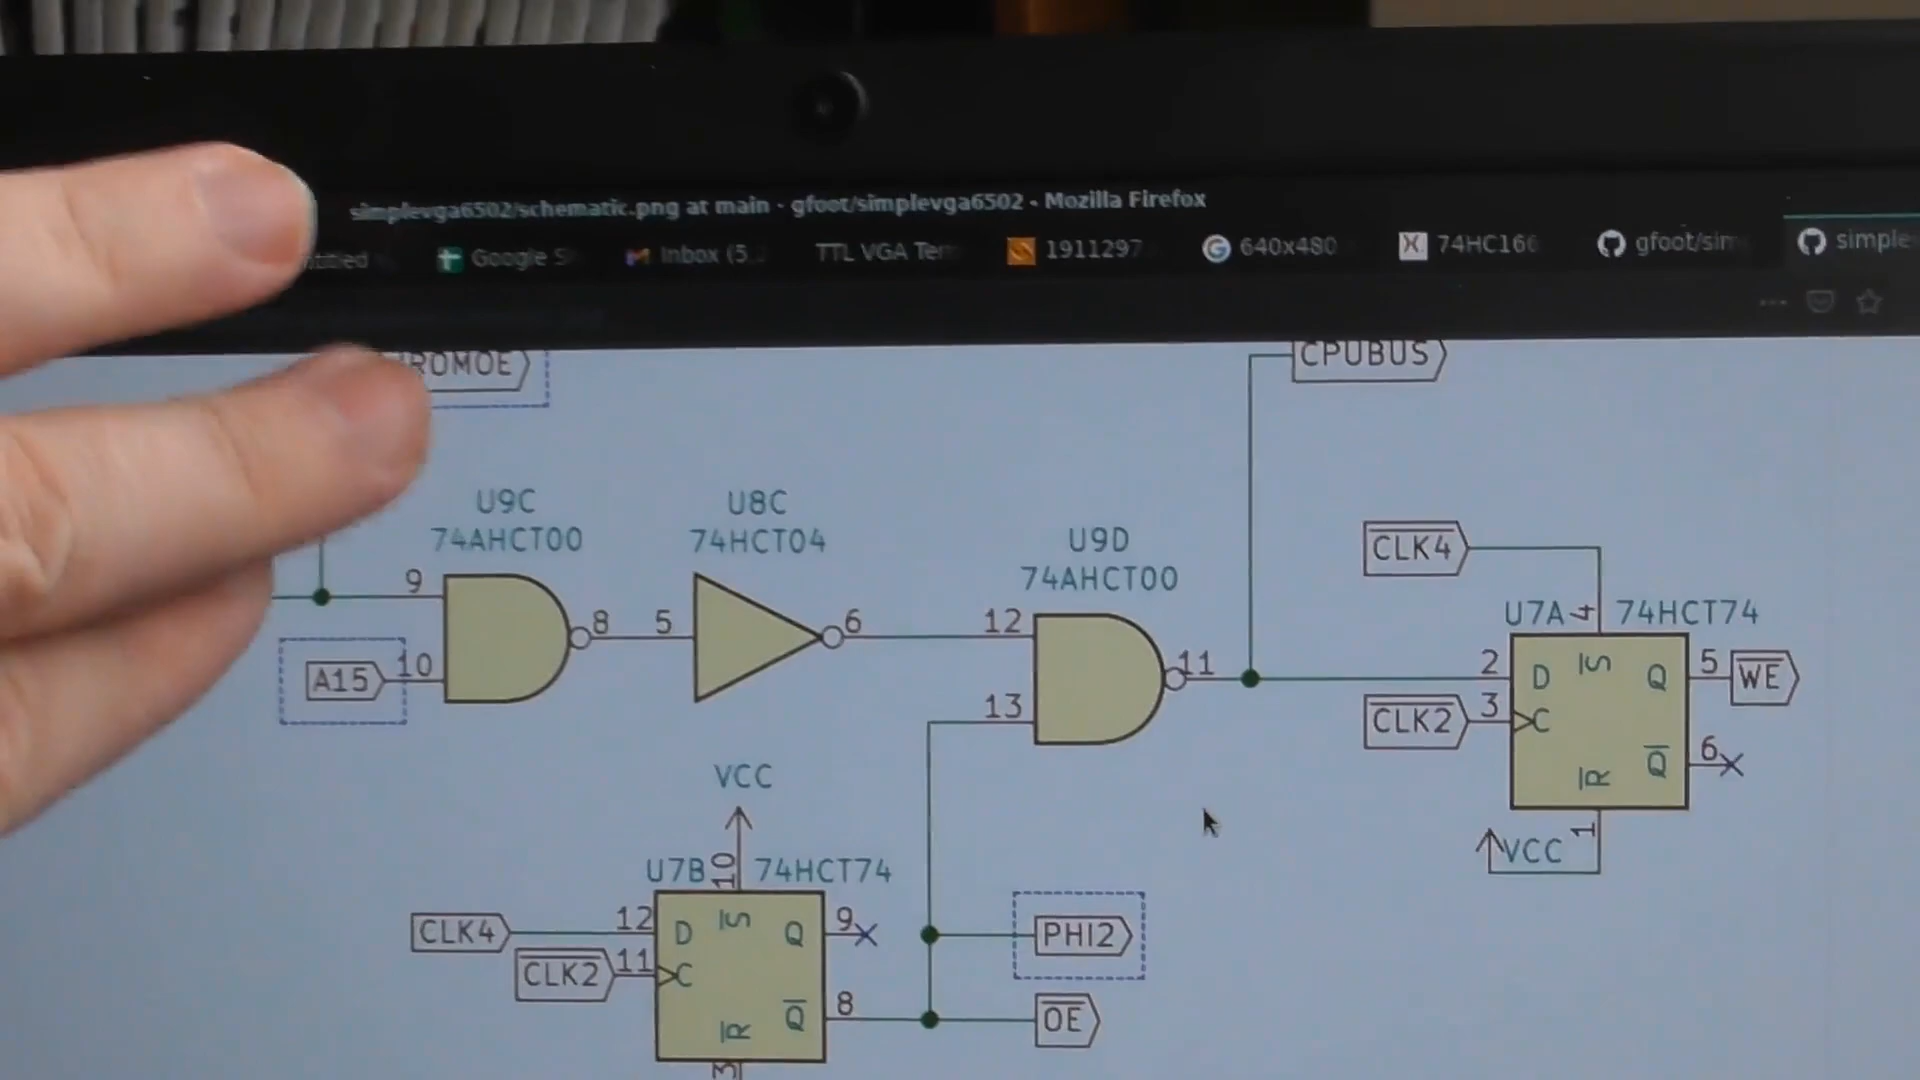 simplevga6502/schematic.png at main - gfoot/simplevga6502 - Mozilla Firefox
Google S
Inbox (5
TTL VGA Ter
1911297
640x480
74HC166
gfoot/sim
simple
ROMOE
CPUBUS
U9C
74AHCT00
U8C
74HCT04
U9D
74AHCT00
CLK4
U7A
4
74HCT74
9
8
5
6
12
11
2
D
S
Q
5
WE
A15
10
13
CLK2
3
C
R
Q
6
VCC
1
VCC
U7B
10
74HCT74
CLK4
12
D
S
Q
9
PHI2
CLK2
11
C
R
Q
8
OE
3